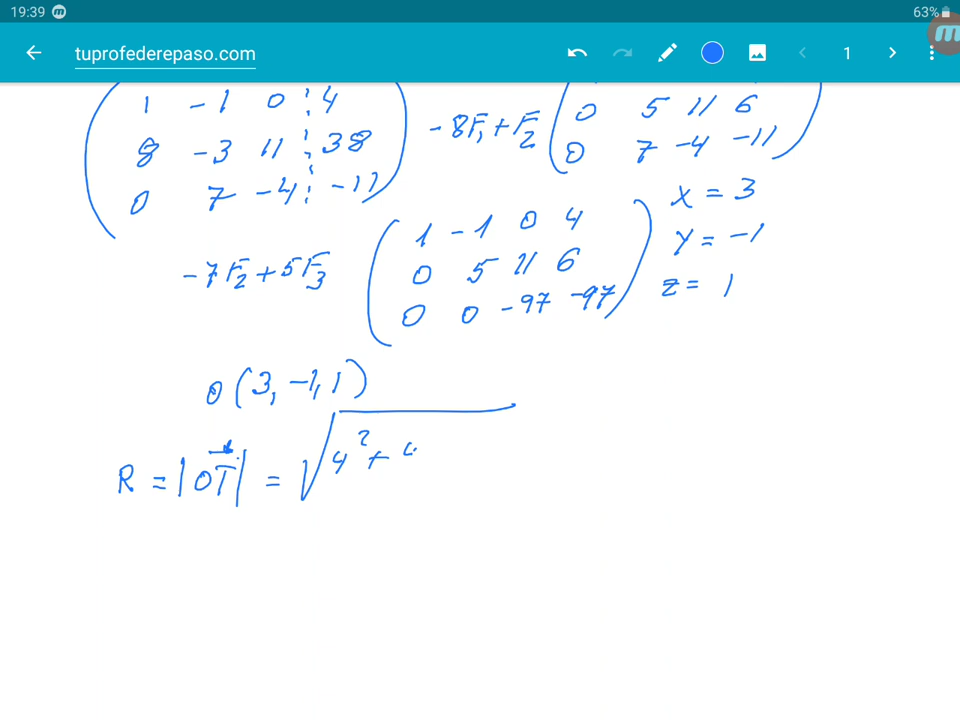 19:39 63%
tuprofederepaso.com 1
1 -1 0 4
8 -3 11 38 -8F₁+F₂ 0 5 11 6
0 7 -4 -11 0 7 -4 -11
x = 3
1 -1 0 4 y = -1
-7F₂+5F₃ 0 5 11 6 z = 1
0 0 -97 -97
O(3, -1, 1)
R = |OT| = √4² +